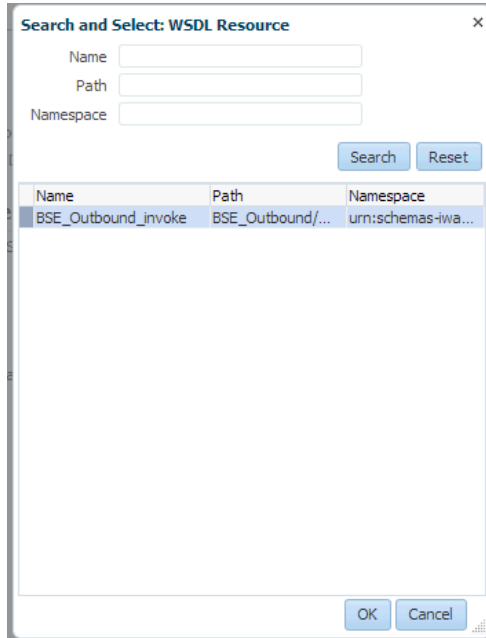 Search and Select: WSDL Resource
Name
Path
Namespace
Search Reset
Name Path Namespace
BSE_Outbound_invoke BSE_Outbound/... urn:schemas-iwa...
OK Cancel